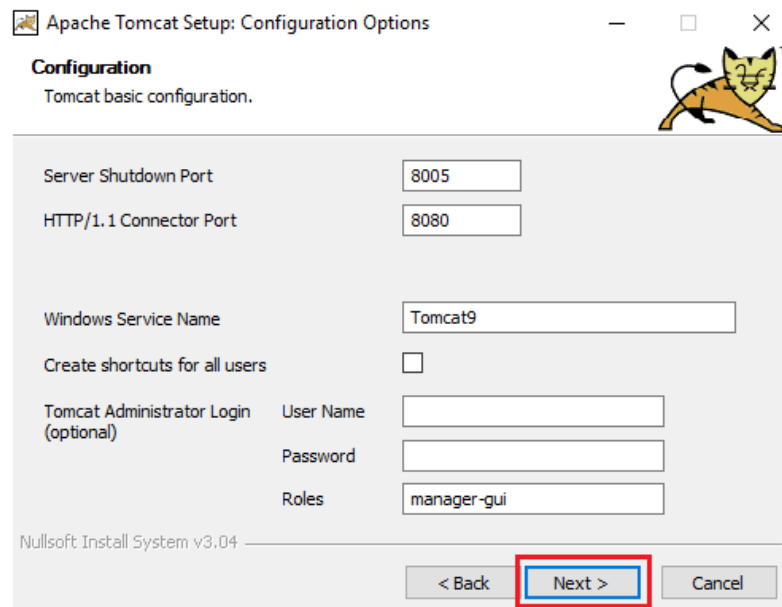 Apache Tomcat Setup: Configuration Options
Configuration
Tomcat basic configuration.
Server Shutdown Port 8005
HTTP/1.1 Connector Port 8080
Windows Service Name Tomcat9
Create shortcuts for all users
Tomcat Administrator Login User Name
(optional)
Password
Roles manager-gui
Nullsoft Install System v3.04
< Back Next > Cancel